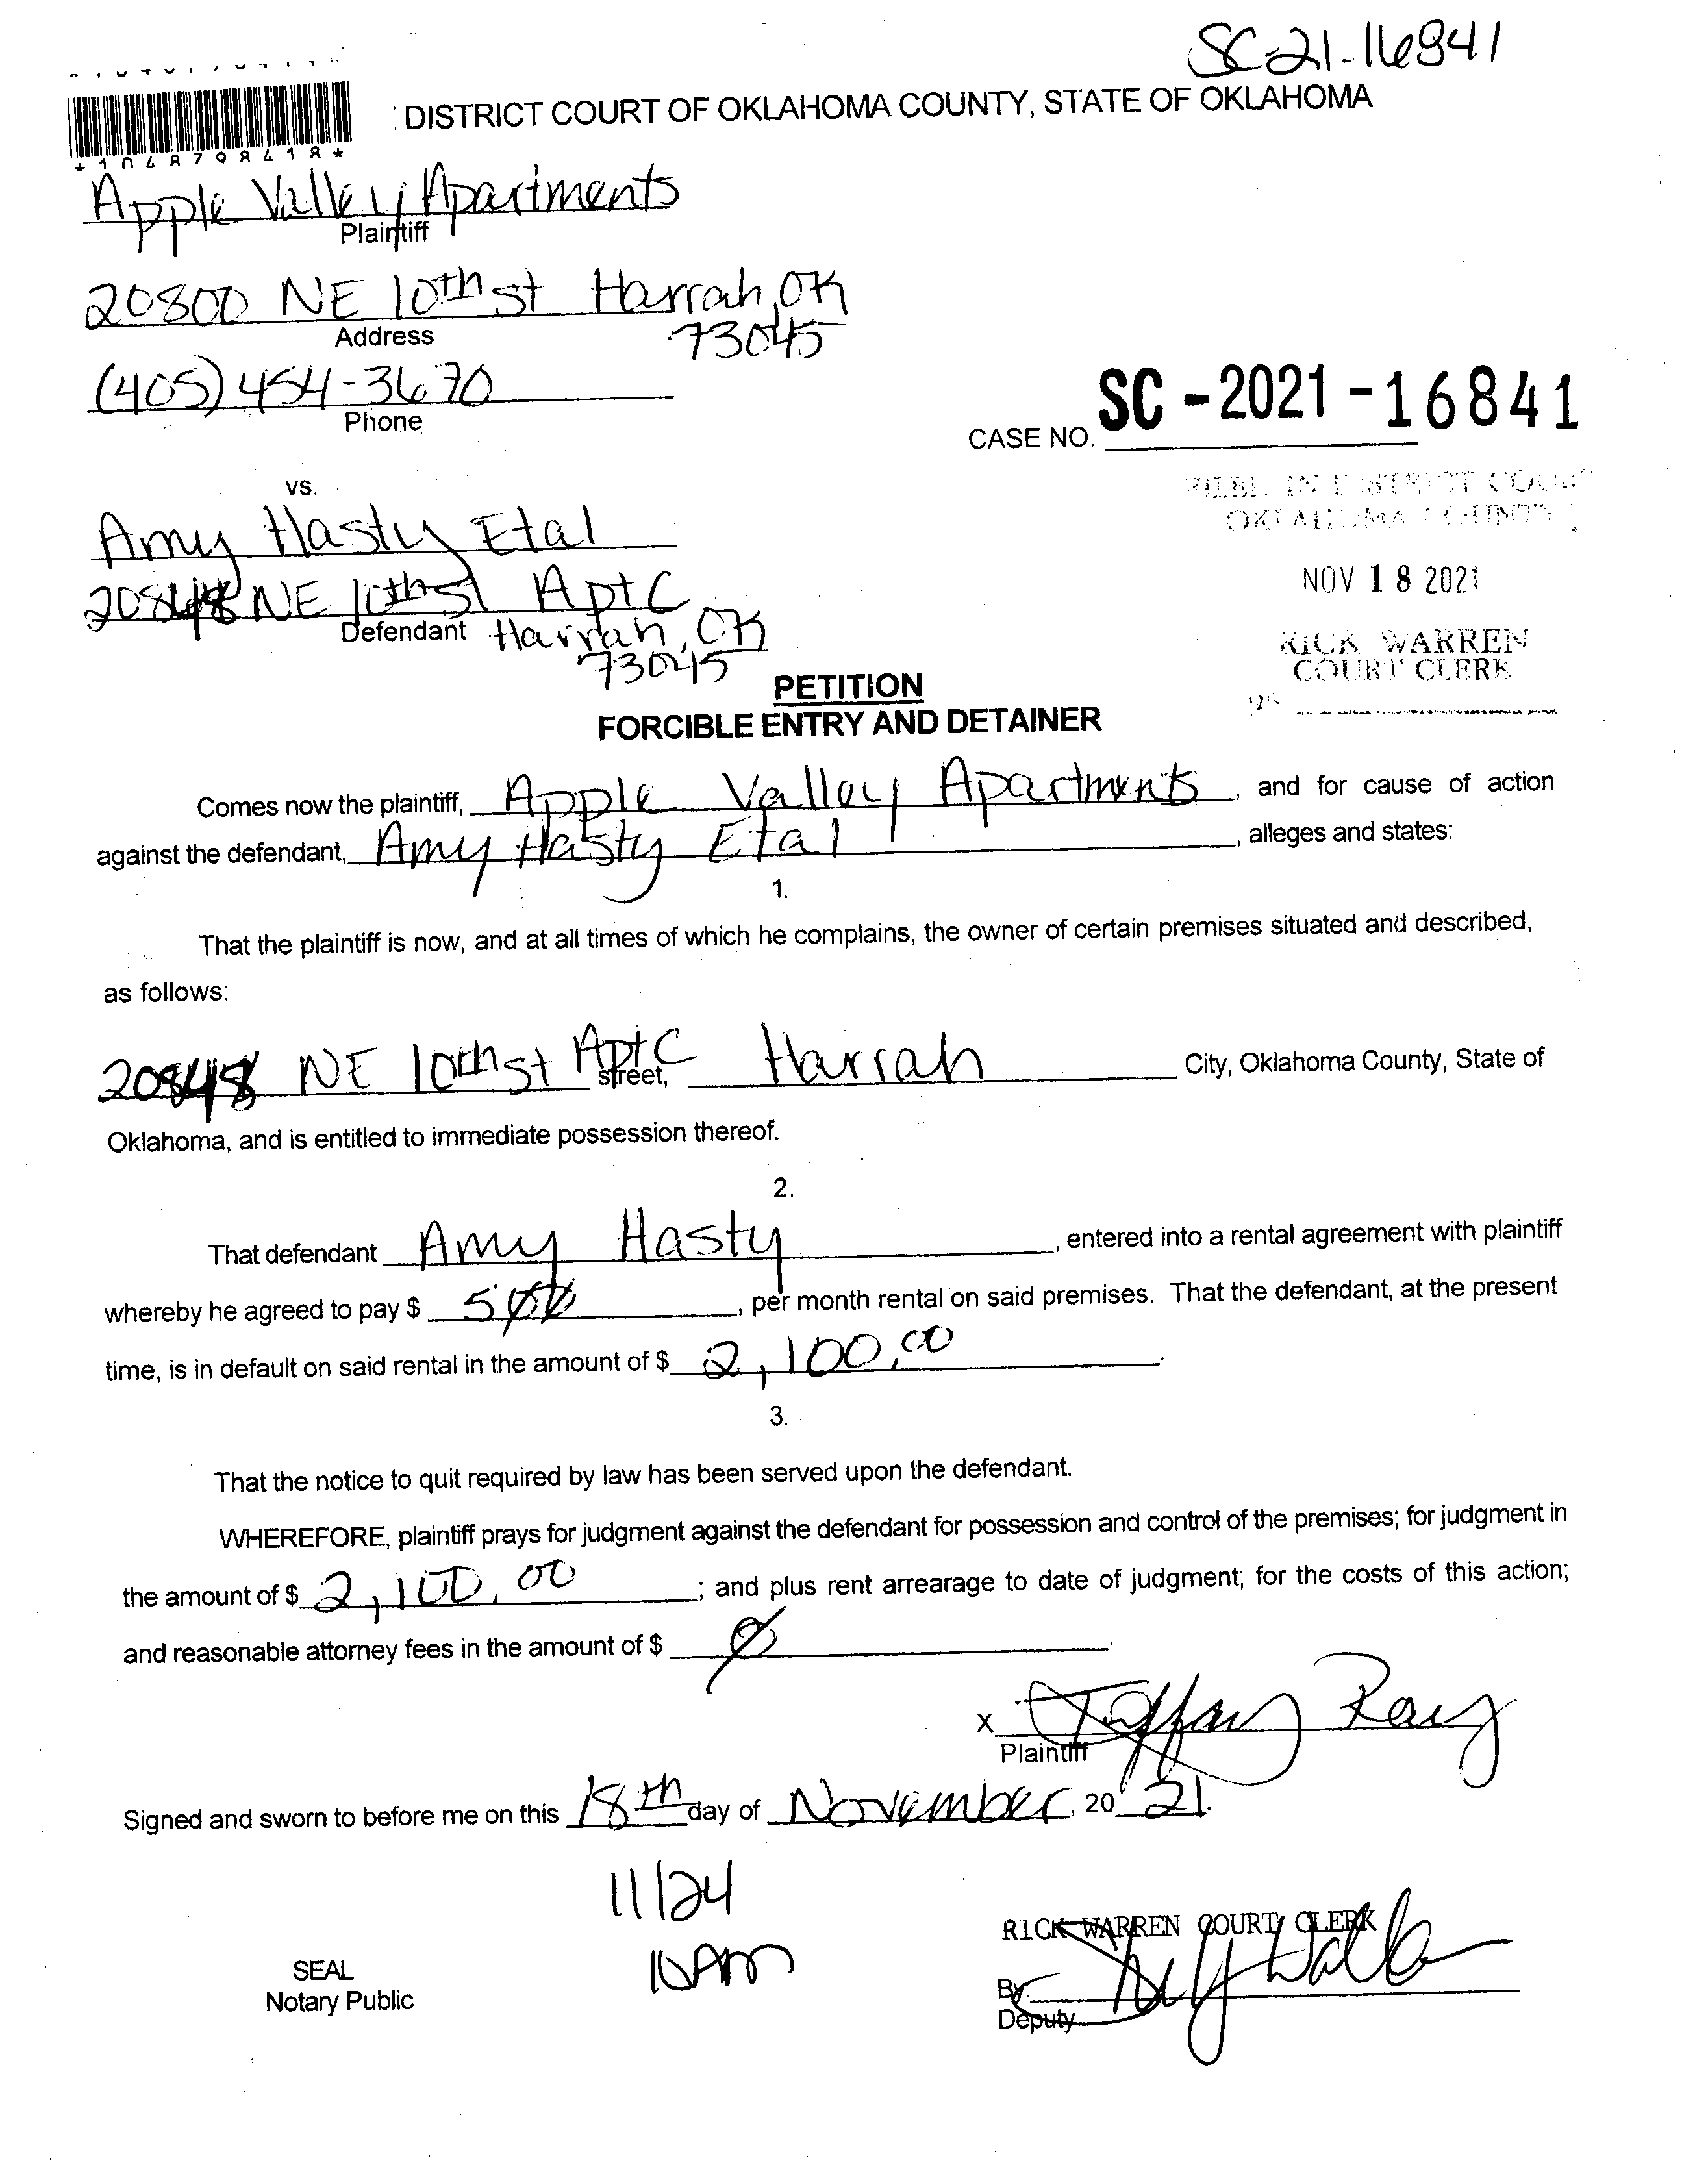 SC-21-16841
DISTRICT COURT OF OKLAHOMA COUNTY, STATE OF OKLAHOMA
Apple Valley Apartments
Plaintiff
20800 NE 10th st Harrah, OK
Address
73045
(405) 454-3670
Phone
CASE NO. SC-2021-16841
vs.
FILED IN DISTRICT COURT
OKLAHOMA COUNTY
Amy Hasty Etal
NOV 18 2021
20848 NE 10th st Apt C
Defendant Harrah, OK
73045
RICK WARREN
COURT CLERK
PETITION
FORCIBLE ENTRY AND DETAINER
Comes now the plaintiff, Apple Valley Apartments, and for cause of action
against the defendant, Amy Hasty Etal, alleges and states:
1.
That the plaintiff is now, and at all times of which he complains, the owner of certain premises situated and described,
as follows:
20848 NE 10th st Apt C street, Harrah City, Oklahoma County, State of
Oklahoma, and is entitled to immediate possession thereof.
2.
That defendant Amy Hasty, entered into a rental agreement with plaintiff
whereby he agreed to pay $ 500, per month rental on said premises. That the defendant, at the present
time, is in default on said rental in the amount of $ 2,100.00.
3.
That the notice to quit required by law has been served upon the defendant.
WHEREFORE, plaintiff prays for judgment against the defendant for possession and control of the premises; for judgment in
the amount of $ 2,100.00; and plus rent arrearage to date of judgment; for the costs of this action;
and reasonable attorney fees in the amount of $ 0.
X Tiffany Ray
Plaintiff
Signed and sworn to before me on this 18th day of November, 20 21.
11/24
10Am
RICK WARREN COURT CLERK
SEAL
Notary Public
By
Deputy